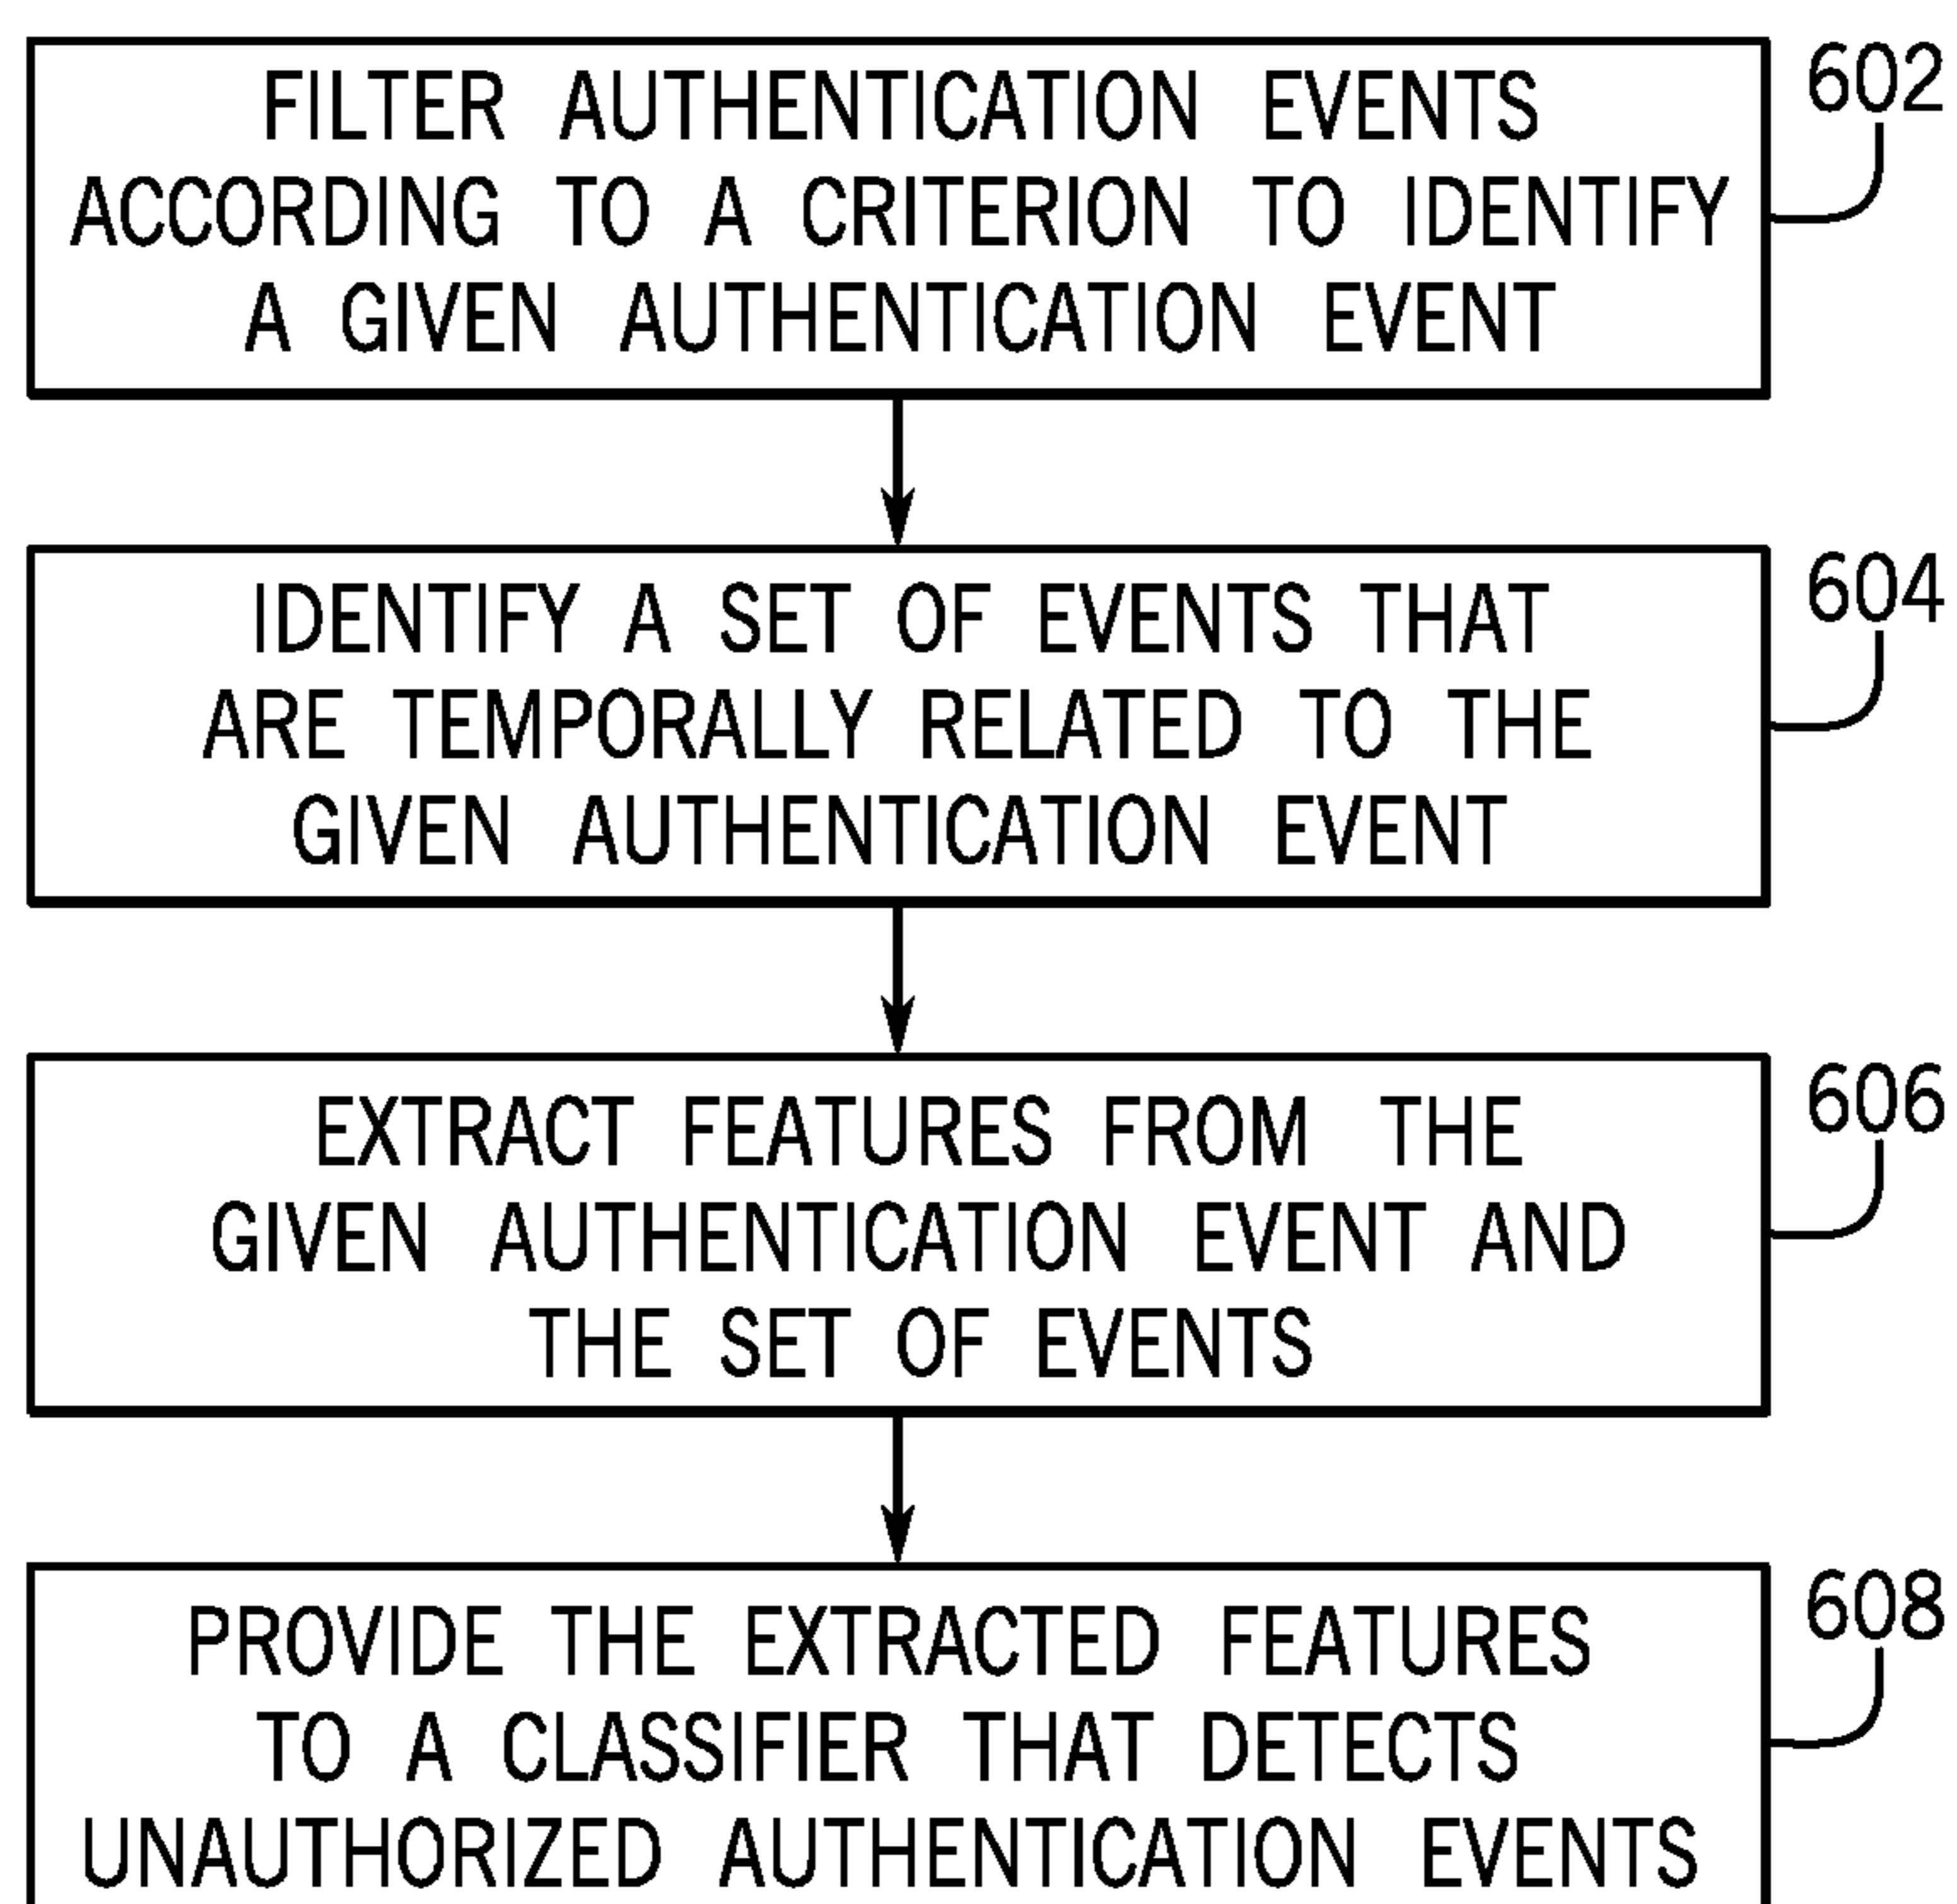 FILTER AUTHENTICATION EVENTS
ACCORDING TO A CRITERION TO IDENTIFY
A GIVEN AUTHENTICATION EVENT
602
IDENTIFY A SET OF EVENTS THAT
ARE TEMPORALLY RELATED TO THE
GIVEN AUTHENTICATION EVENT
604
EXTRACT FEATURES FROM THE
GIVEN AUTHENTICATION EVENT AND
THE SET OF EVENTS
606
PROVIDE THE EXTRACTED FEATURES
TO A CLASSIFIER THAT DETECTS
UNAUTHORIZED AUTHENTICATION EVENTS
608